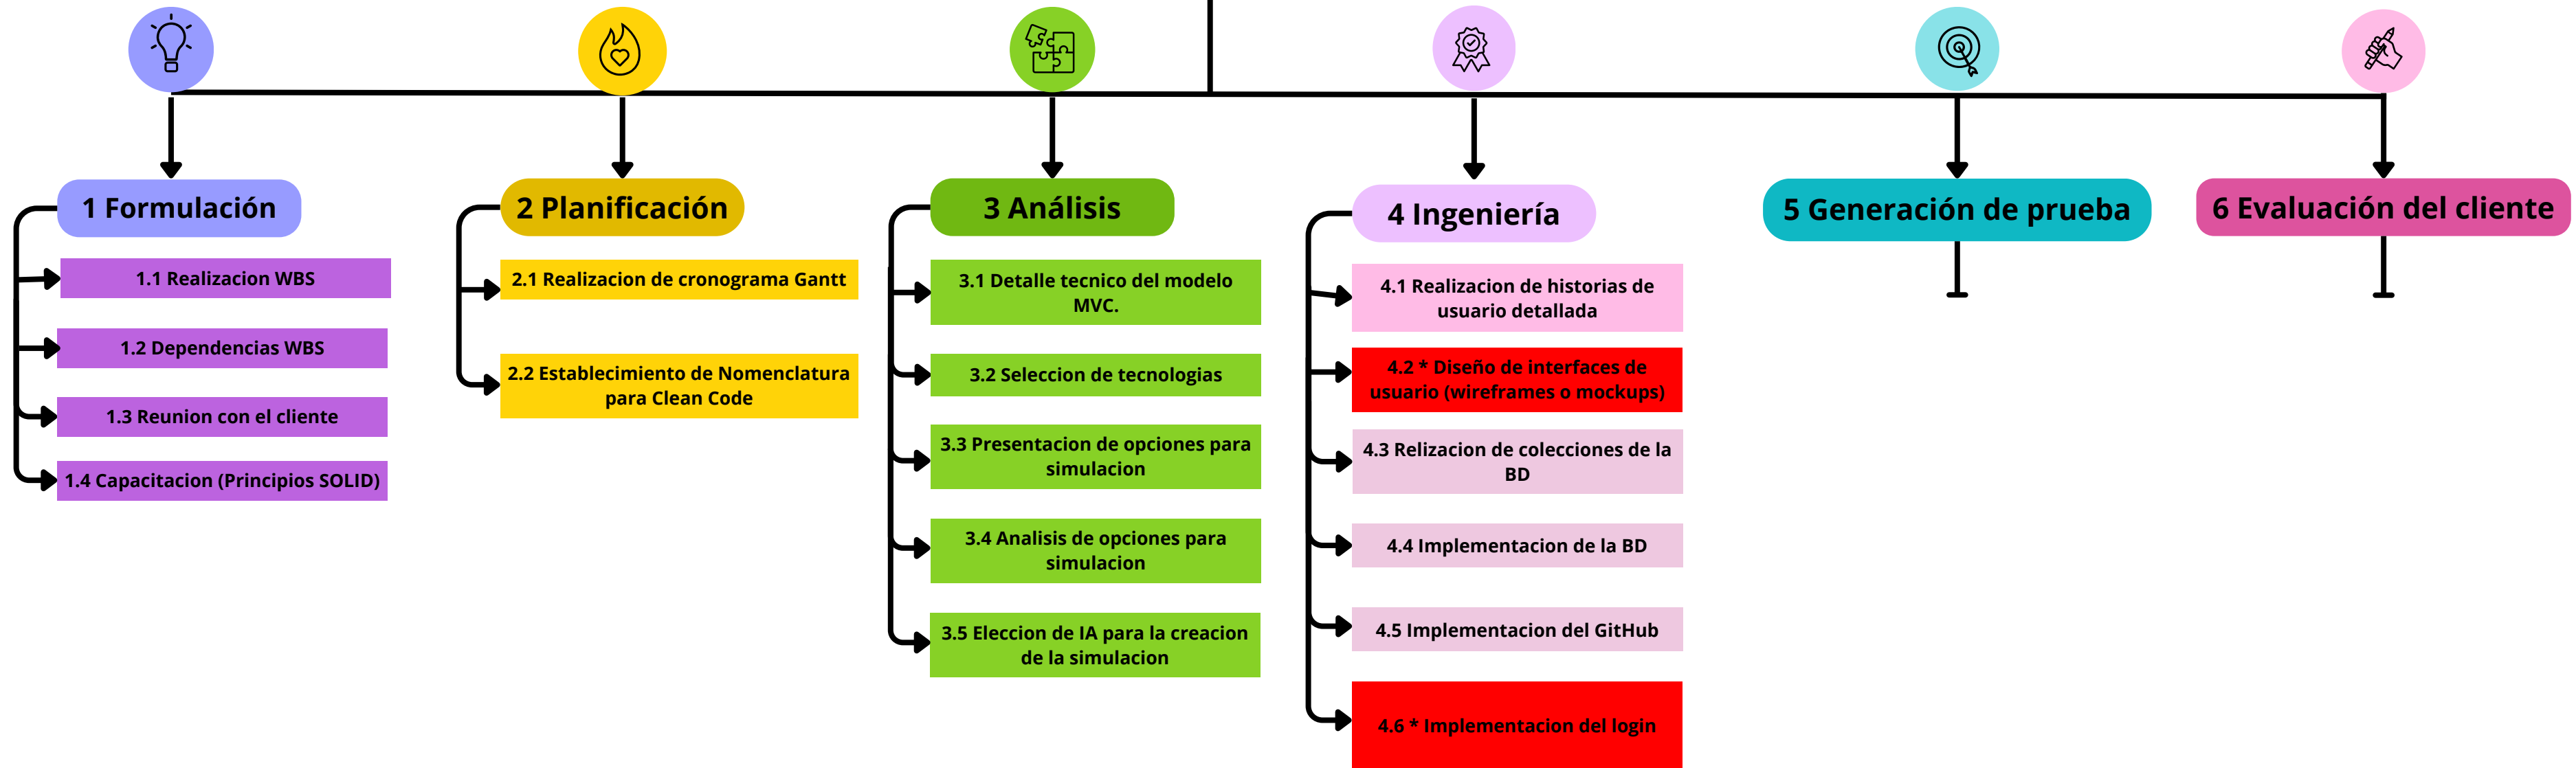 1 Formulación
1.1 Realizacion WBS
1.2 Dependencias WBS
1.3 Reunion con el cliente
1.4 Capacitacion (Principios SOLID)
2 Planificación
2.1 Realizacion de cronograma Gantt
2.2 Establecimiento de Nomenclatura
para Clean Code
3 Análisis
3.1 Detalle tecnico del modelo
MVC.
3.2 Seleccion de tecnologias
3.3 Presentacion de opciones para
simulacion
3.4 Analisis de opciones para
simulacion
3.5 Eleccion de IA para la creacion
de la simulacion
4 Ingeniería
4.1 Realizacion de historias de
usuario detallada
4.2 * Diseño de interfaces de
usuario (wireframes o mockups)
4.3 Relizacion de colecciones de la
BD
4.4 Implementacion de la BD
4.5 Implementacion del GitHub
4.6 * Implementacion del login
5 Generación de prueba
6 Evaluación del cliente